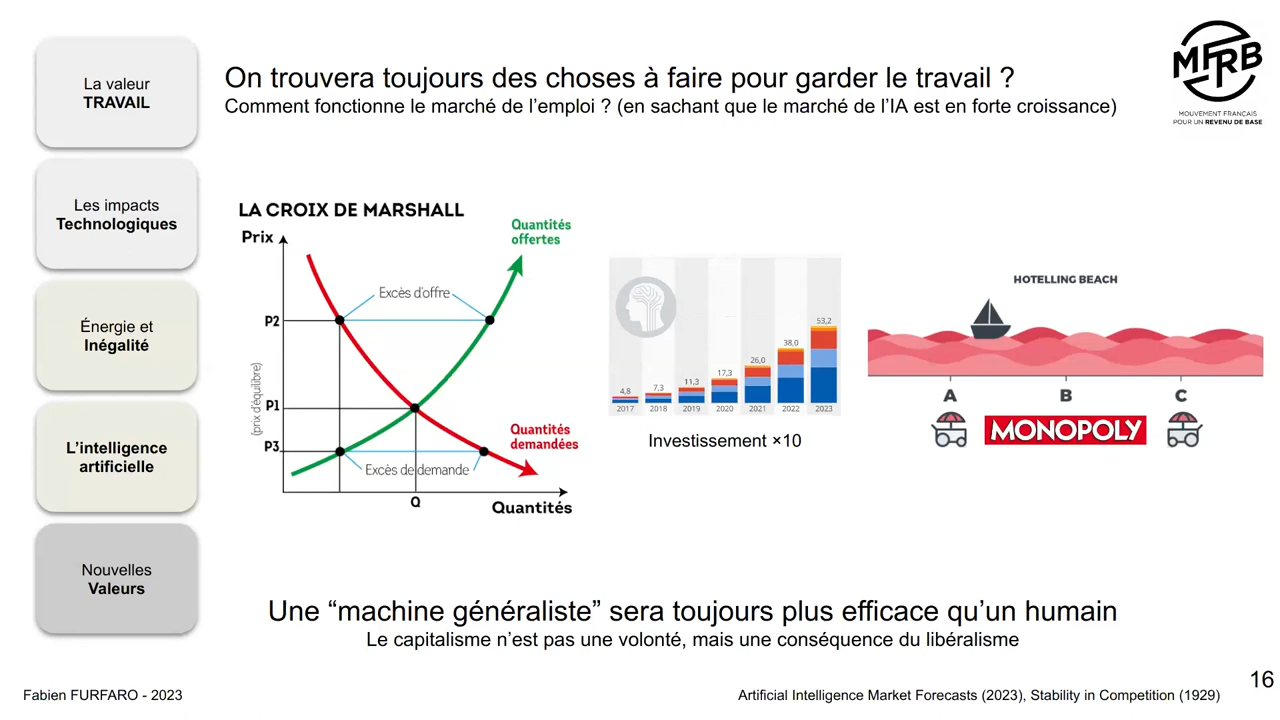 La valeur
TRAVAIL
Les impacts
Technologiques
Énergie et
Inégalité
L’intelligence
artificielle
Nouvelles
Valeurs
On trouvera toujours des choses à faire pour garder le travail ?
Comment fonctionne le marché de l’emploi ? (en sachant que le marché de l’IA est en forte croissance)
MFRB
MOUVEMENT FRANÇAIS
POUR UN REVENU DE BASE
LA CROIX DE MARSHALL
Prix
Quantités
offertes
Excès d’offre
P2
P1
(prix d’équilibre)
P3
Quantités
demandées
Excès de demande
Q
Quantités
4,8
7,3
11,3
17,3
26,0
38,0
53,2
2017 2018 2019 2020 2021 2022 2023
Investissement ×10
HOTELLING BEACH
A B C
MONOPOLY
Une “machine généraliste” sera toujours plus efficace qu’un humain
Le capitalisme n’est pas une volonté, mais une conséquence du libéralisme
Fabien FURFARO - 2023
Artificial Intelligence Market Forecasts (2023), Stability in Competition (1929)
16